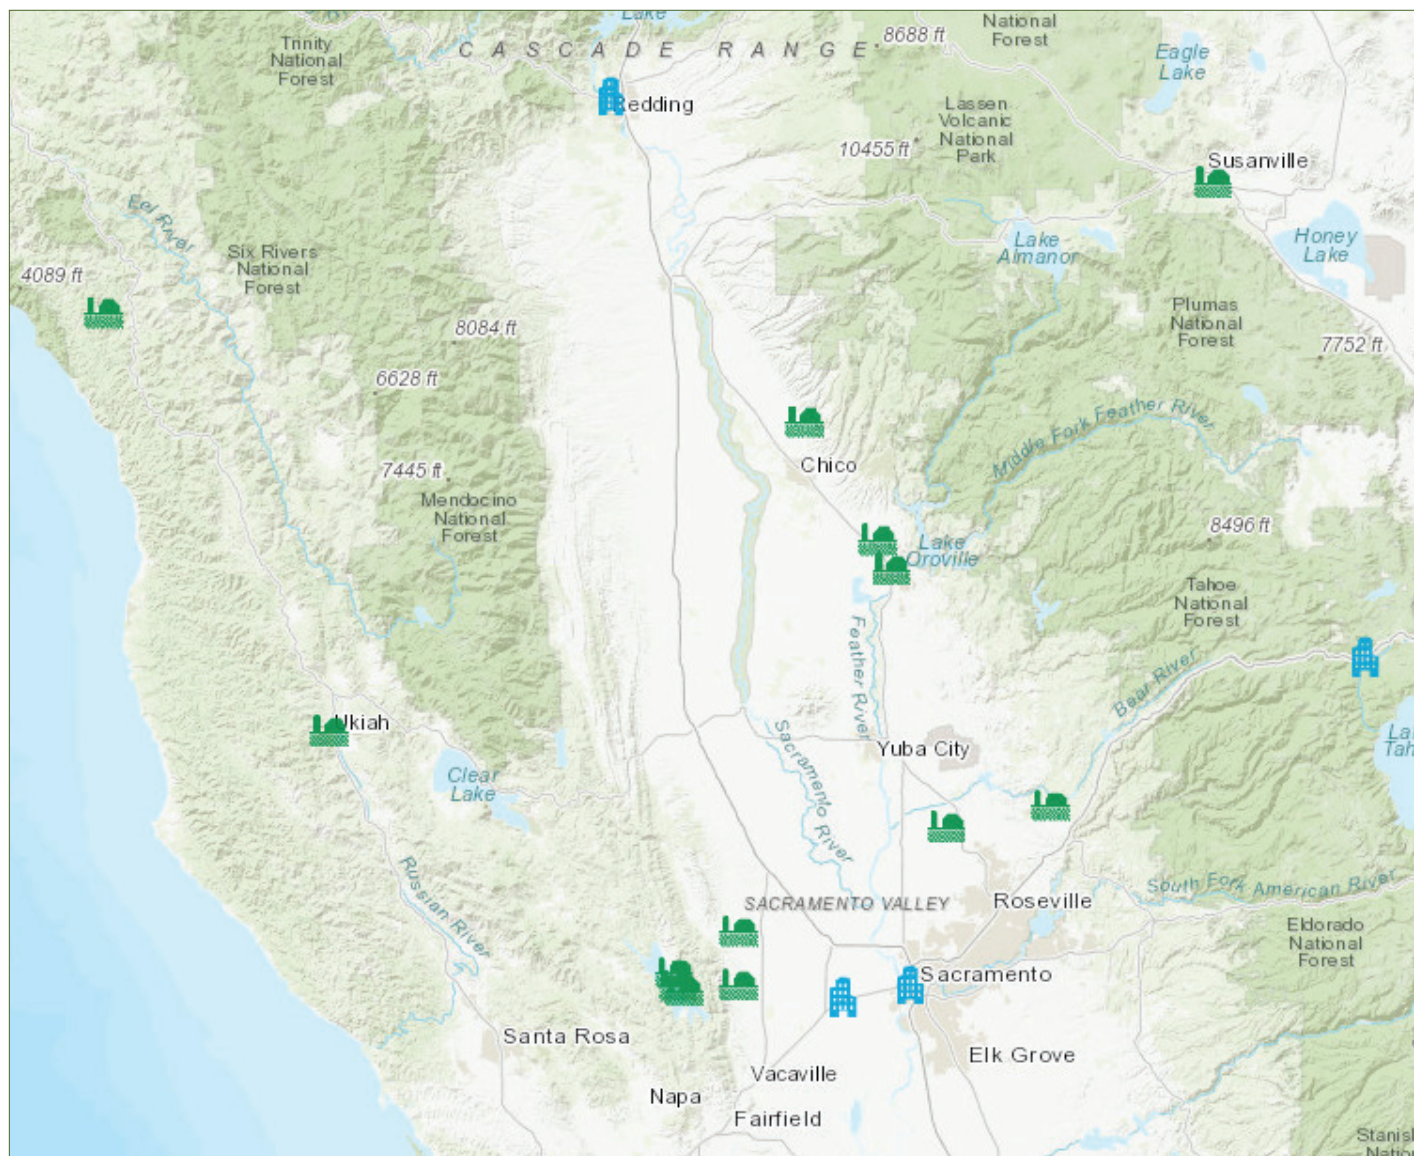 Lake
National
Forest
8688 ft
Trinity
National
Forest
CASCADE RANGE
Eagle
Lake
Redding
Lassen
Volcanic
National
Park
10455 ft
Susanville
Eel River
Six Rivers
National
Forest
4089 ft
Lake
Almanor
Honey
Lake
8084 ft
Plumas
National
Forest
7752 ft
6628 ft
Middle Fork Feather River
7445 ft
Chico
Mendocino
National
Forest
8496 ft
Lake
Oroville
Tahoe
National
Forest
Feather River
Bear River
Ukiah
Sacramento River
Yuba City
Clear
Lake
Russian River
South Fork American River
SACRAMENTO VALLEY
Roseville
Eldorado
National
Forest
Sacramento
Santa Rosa
Elk Grove
Vacaville
Napa
Fairfield